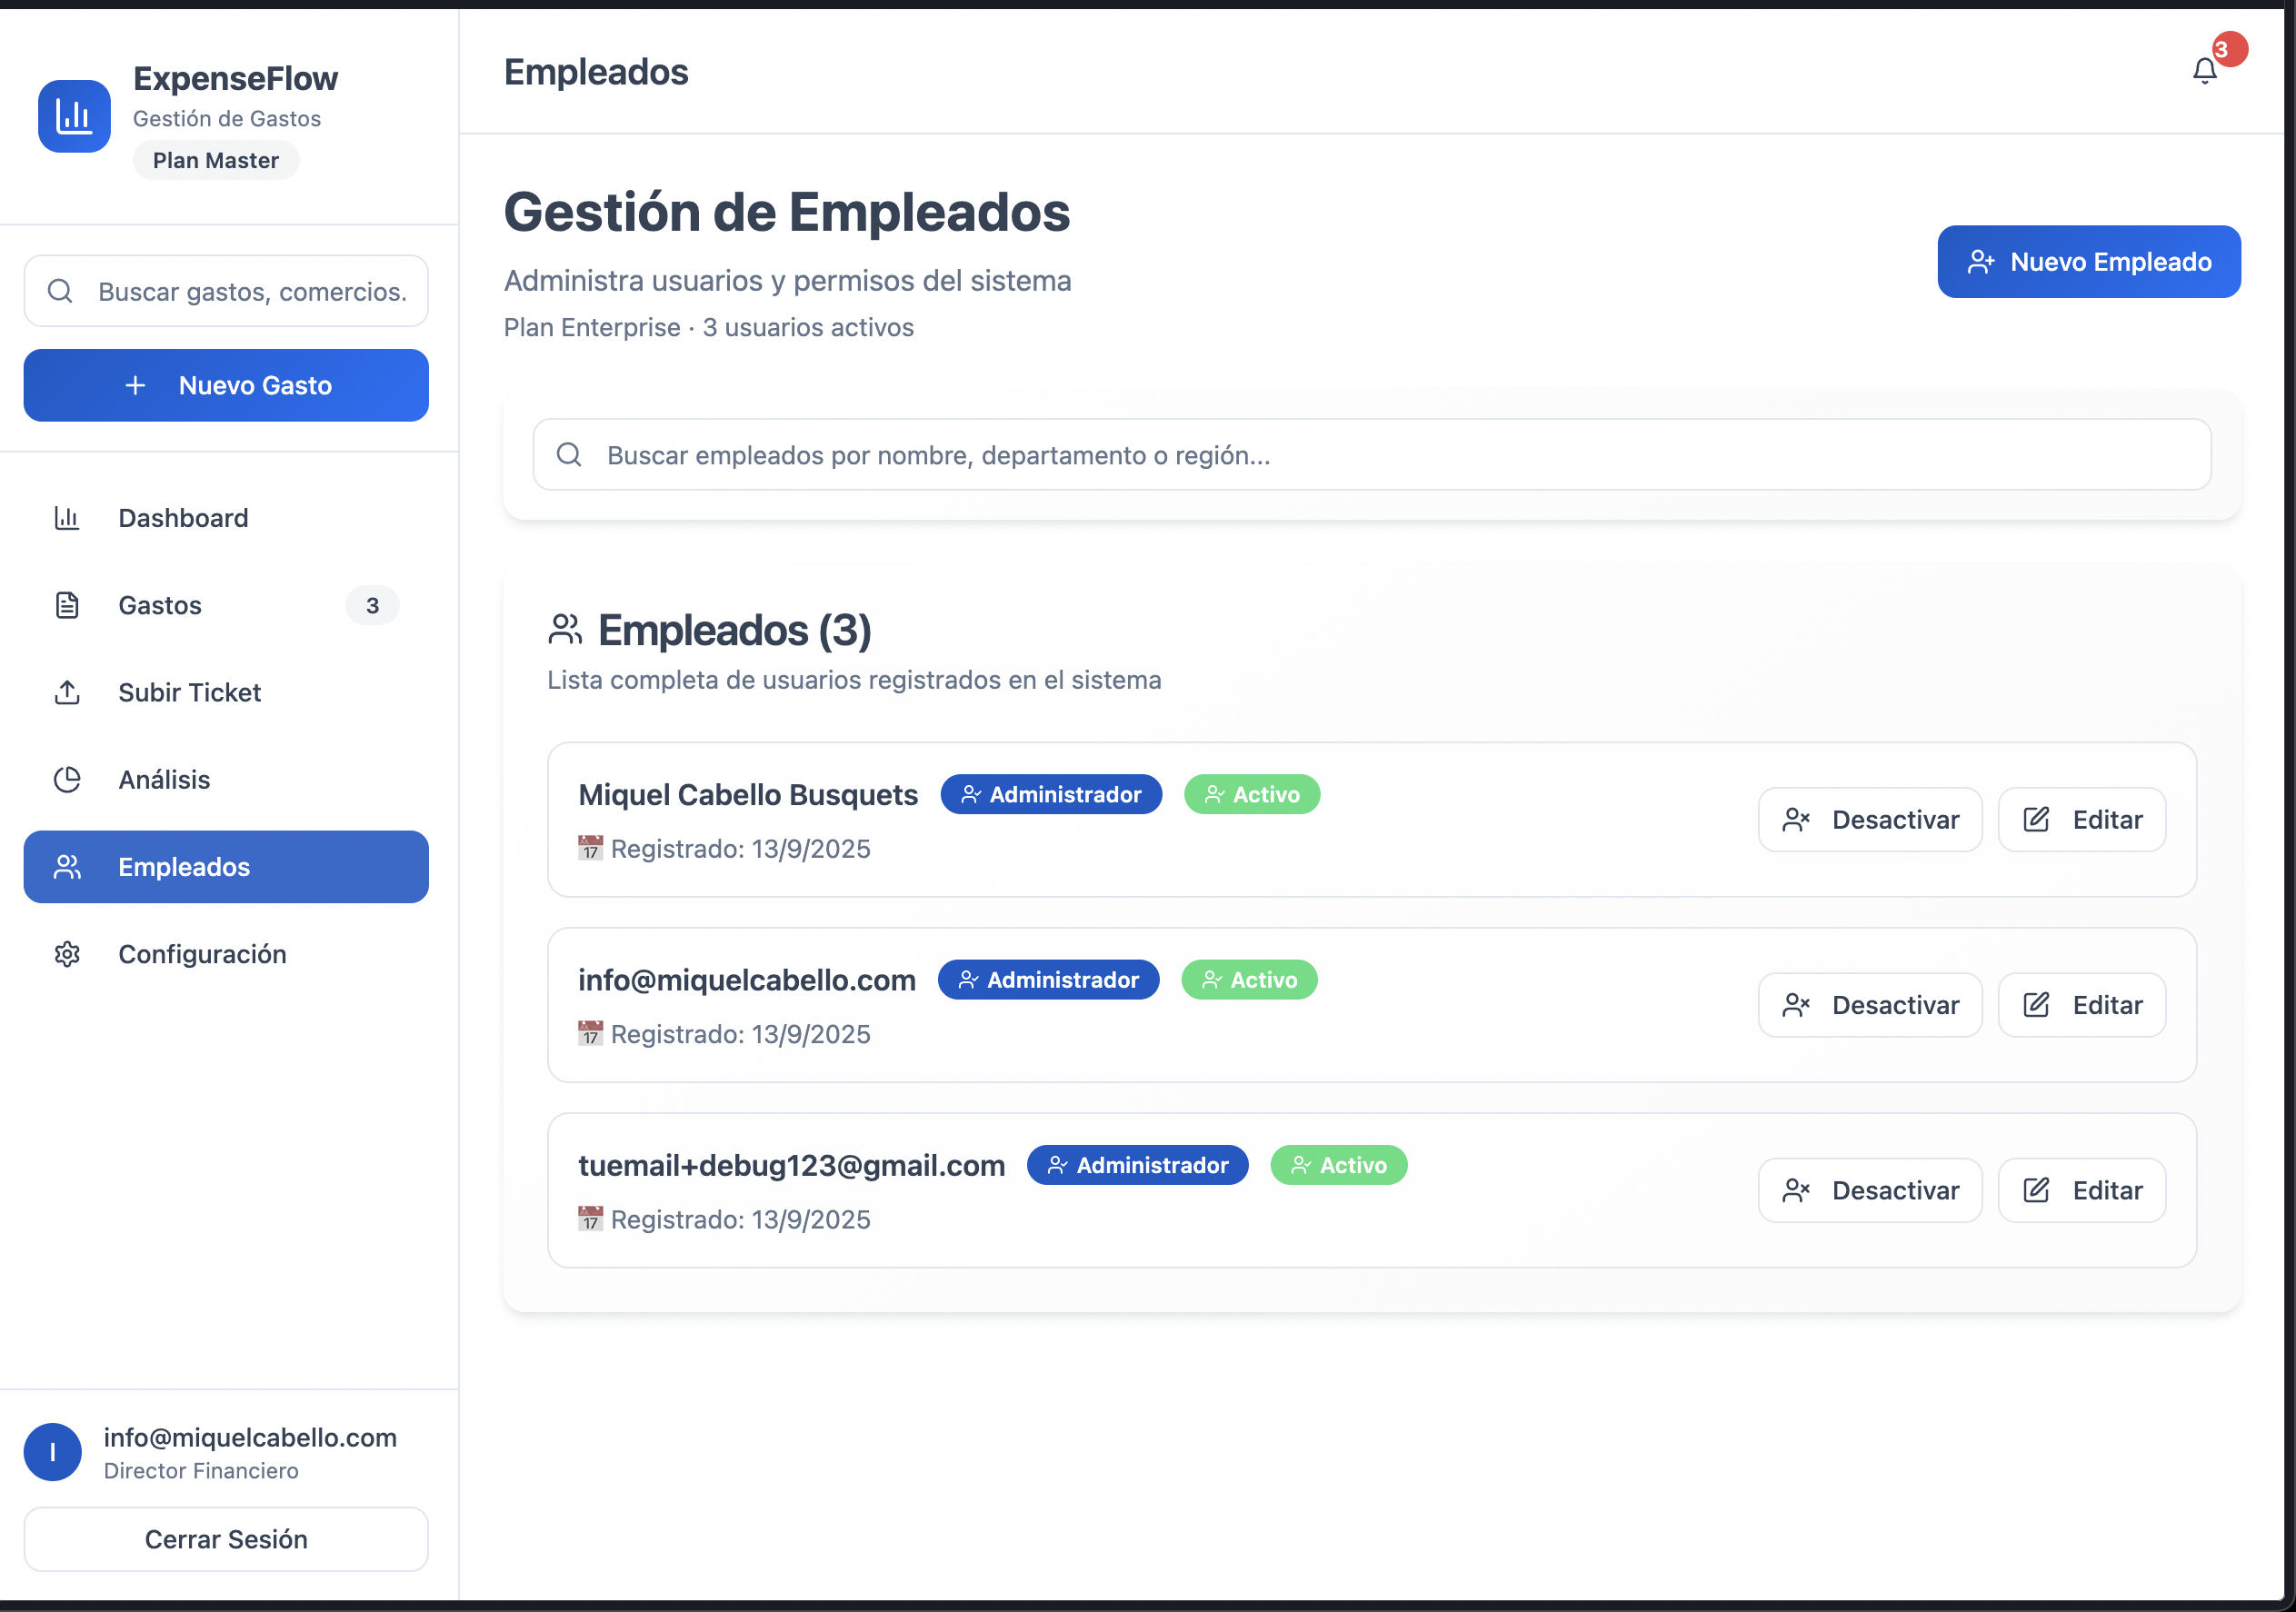 ExpenseFlow
Gestión de Gastos
Plan Master
Buscar gastos, comercios.
Nuevo Gasto
Dashboard
Gastos 3
Subir Ticket
Análisis
Empleados
Configuración
I
info@miquelcabello.com
Director Financiero
Cerrar Sesión
Empleados
3
Gestión de Empleados
Administra usuarios y permisos del sistema
Plan Enterprise · 3 usuarios activos
Nuevo Empleado
Buscar empleados por nombre, departamento o región...
Empleados (3)
Lista completa de usuarios registrados en el sistema
Miquel Cabello Busquets Administrador Activo
17 Registrado: 13/9/2025
Desactivar Editar
info@miquelcabello.com Administrador Activo
17 Registrado: 13/9/2025
Desactivar Editar
tuemail+debug123@gmail.com Administrador Activo
17 Registrado: 13/9/2025
Desactivar Editar